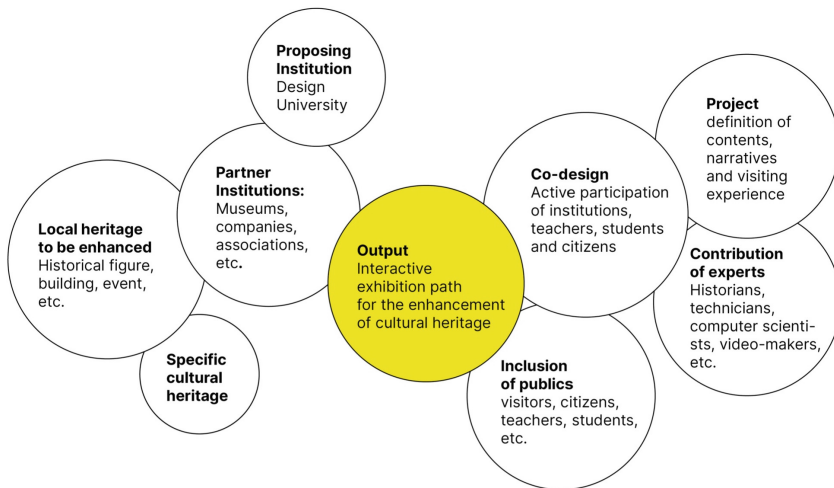 Proposing
Institution
Design
University
Partner
Institutions:
Museums,
companies,
associations,
etc.
Local heritage
to be enhanced
Historical figure,
building, event,
etc.
Specific
cultural
heritage
Output
Interactive
exhibition path
for the enhancement
of cultural heritage
Co-design
Active participation
of institutions,
teachers, students
and citizens
Project
definition of
contents,
narratives
and visiting
experience
Contribution
of experts
Historians,
technicians,
computer scienti-
sts, video-makers,
etc.
Inclusion
of publics
visitors, citizens,
teachers, students,
etc.